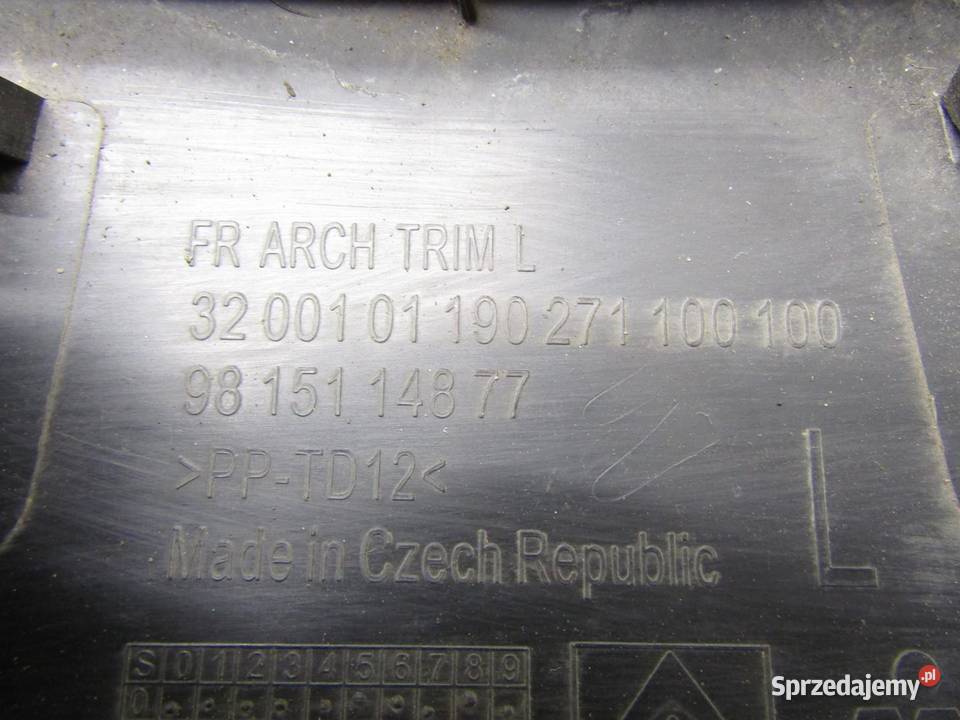 FR ARCH TRIM L
32 001 01 190 271 100 100
98 151 148 77
>PP-TD12<
L
Made in Czech Republic
S 0 1 2 3 4 5 6 7 8 9
0
Sprzedajemy.pl